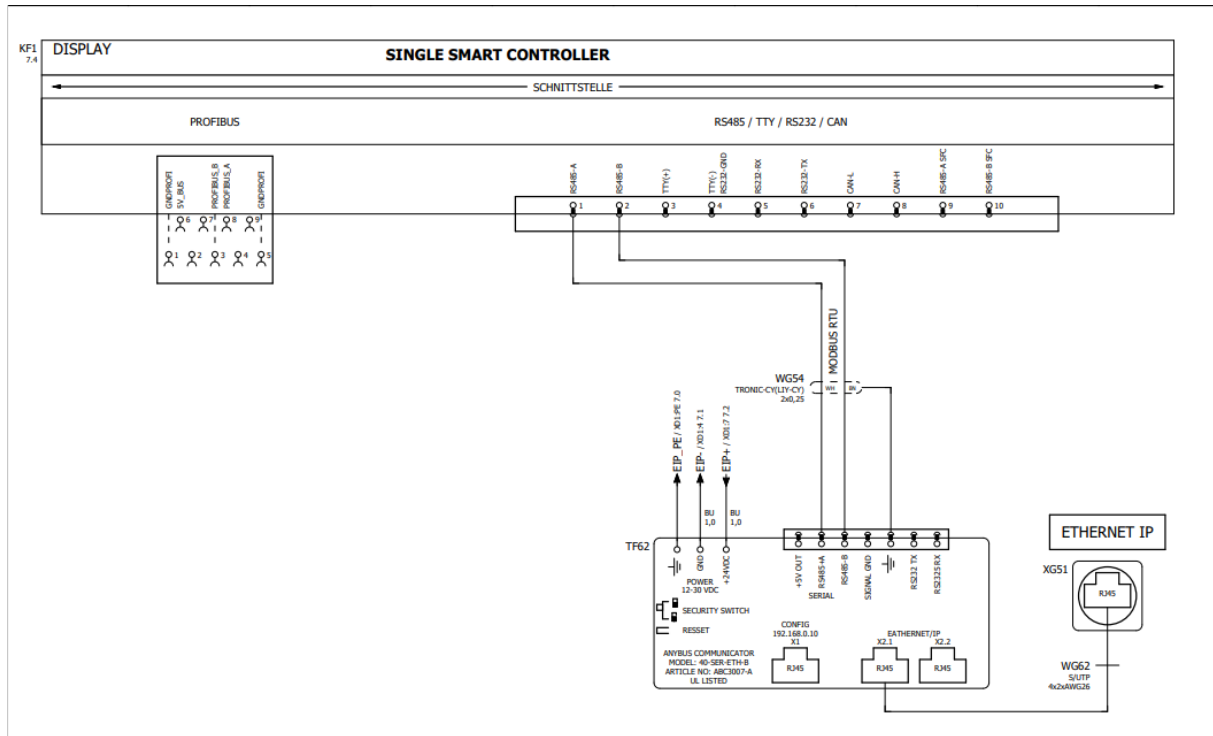 KF1
7.4
DISPLAY
SINGLE SMART CONTROLLER
SCHNITTSTELLE
PROFIBUS
RS485 / TTY / RS232 / CAN
GNDPROFI
5V_BUS
PROFIBUS_B
PROFIBUS_A
GNDPROFI
6
7
8
9
1
2
3
4
5
RS485-A
RS485-B
TTY(+)
TTY(-)
RS232-GND
RS232-RX
RS232-TX
CAN-L
CAN-H
RS485-A SFC
RS485-B SFC
1
2
3
4
5
6
7
8
9
10
MODBUS RTU
WG54
TRONIC-CY(LIY-CY)
2x0,25
WH
BN
EIP_PE / XD1:PE 7.0
EIP- / XD1:4 7.1
EIP+ / XD1:7 7.2
BU
1,0
BU
1,0
TF62
GND
+24VDC
POWER
12-30 VDC
+5V OUT
RS485+A
RS485-B
SIGNAL GND
RS232 TX
RS232S RX
SERIAL
SECURITY SWITCH
RESSET
CONFIG
192.168.0.10
X1
RJ45
EATHERNET/IP
X2.1
X2.2
RJ45
RJ45
ANYBUS COMMUNICATOR
MODEL: 40-SER-ETH-B
ARTICLE NO: ABC3007-A
UL LISTED
ETHERNET IP
XG51
RJ45
WG62
S/UTP
4x2xAWG26